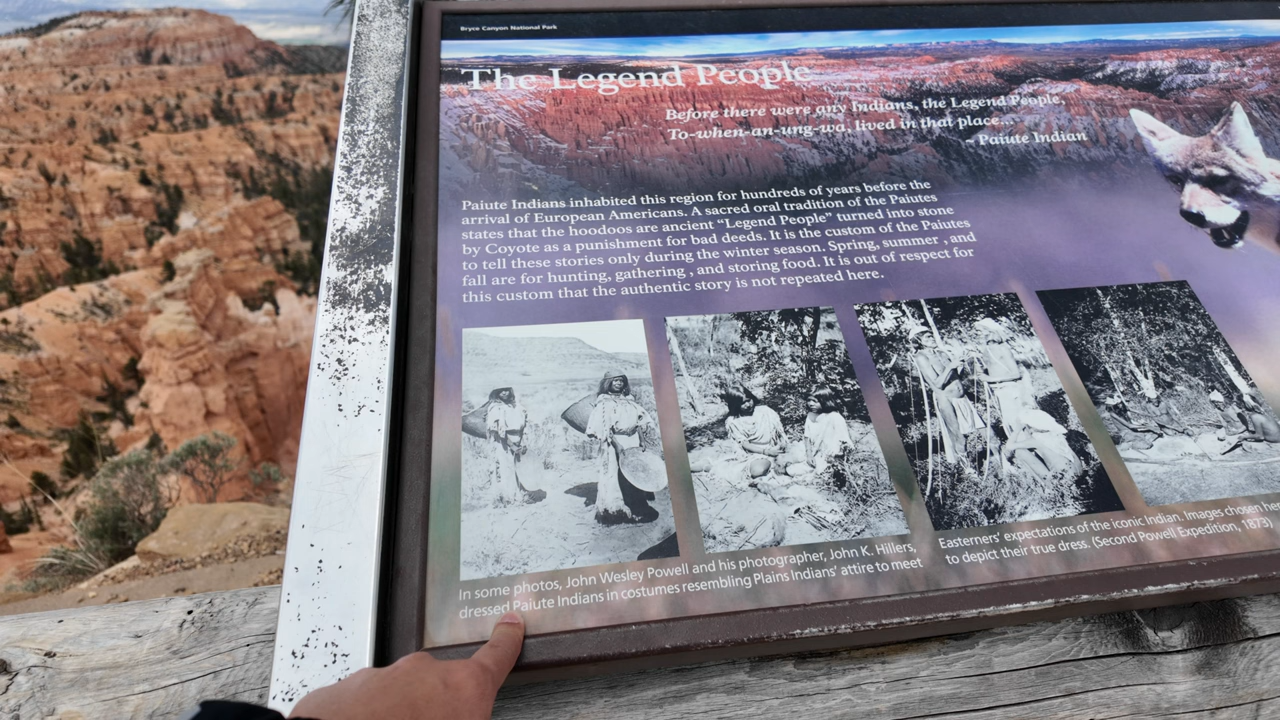 Bryce Canyon National Park
The Legend People
Before there were any Indians, the Legend People,
To-when-an-ung-wa, lived in that place...
- Paiute Indian
Paiute Indians inhabited this region for hundreds of years before the
arrival of European Americans. A sacred oral tradition of the Paiutes
states that the hoodoos are ancient “Legend People” turned into stone
by Coyote as a punishment for bad deeds. It is the custom of the Paiutes
to tell these stories only during the winter season. Spring, summer , and
fall are for hunting, gathering , and storing food. It is out of respect for
this custom that the authentic story is not repeated here.
In some photos, John Wesley Powell and his photographer, John K. Hillers,
dressed Paiute Indians in costumes resembling Plains Indians’ attire to meet
Easterners’ expectations of the iconic Indian. Images chosen
to depict their true dress. (Second Powell Expedition, 1873)